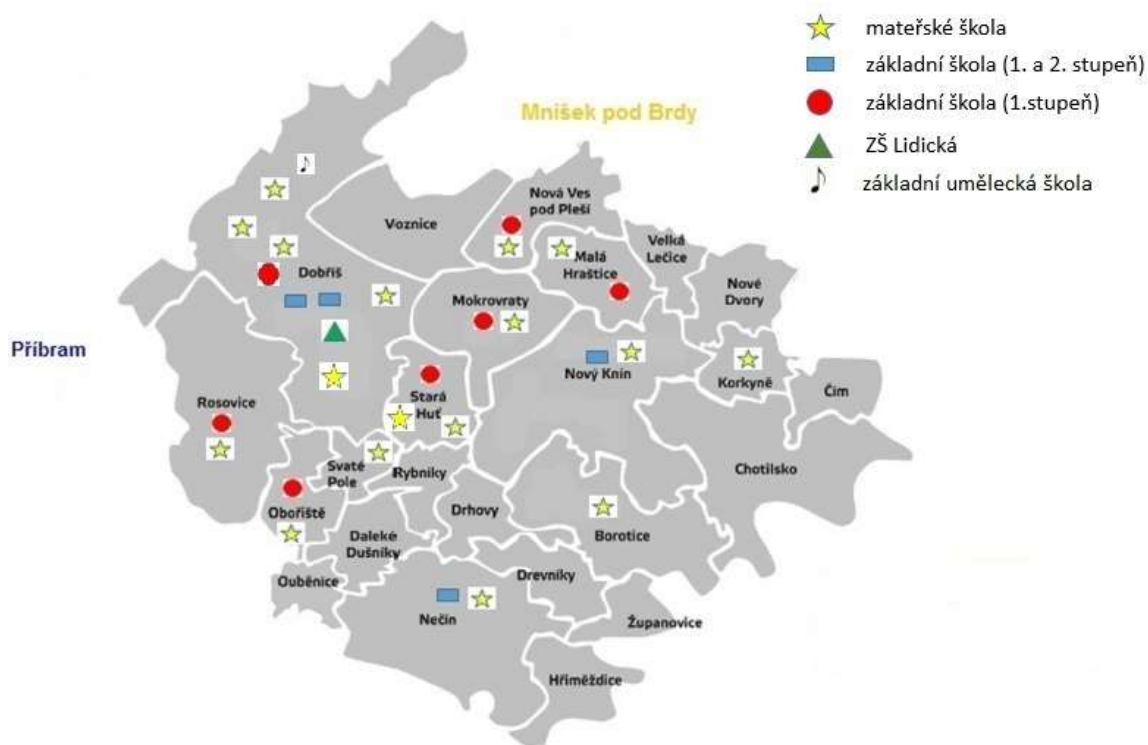 mateřské škola
základní škola (1. a 2. stupeň)
základní škola (1.stupeň)
ZŠ Lidická
základní umělecká škola
Mníšek pod Brdy
Nová Ves
pod Pleší
Voznice
Velká
Lečice
Malá
Hraštice
Dobříš
Nové
Dvory
Mokrovraty
Příbram
Nový Knín
Korkyně
Čím
Rosovice
Stará
Huť
Svaté
Pole
Rybníky
Chotilsko
Obořiště
Drhovy
Borotice
Daleké
Dušníky
Ouběnice
Drevníky
Nečín
Županovice
Hřiměždice